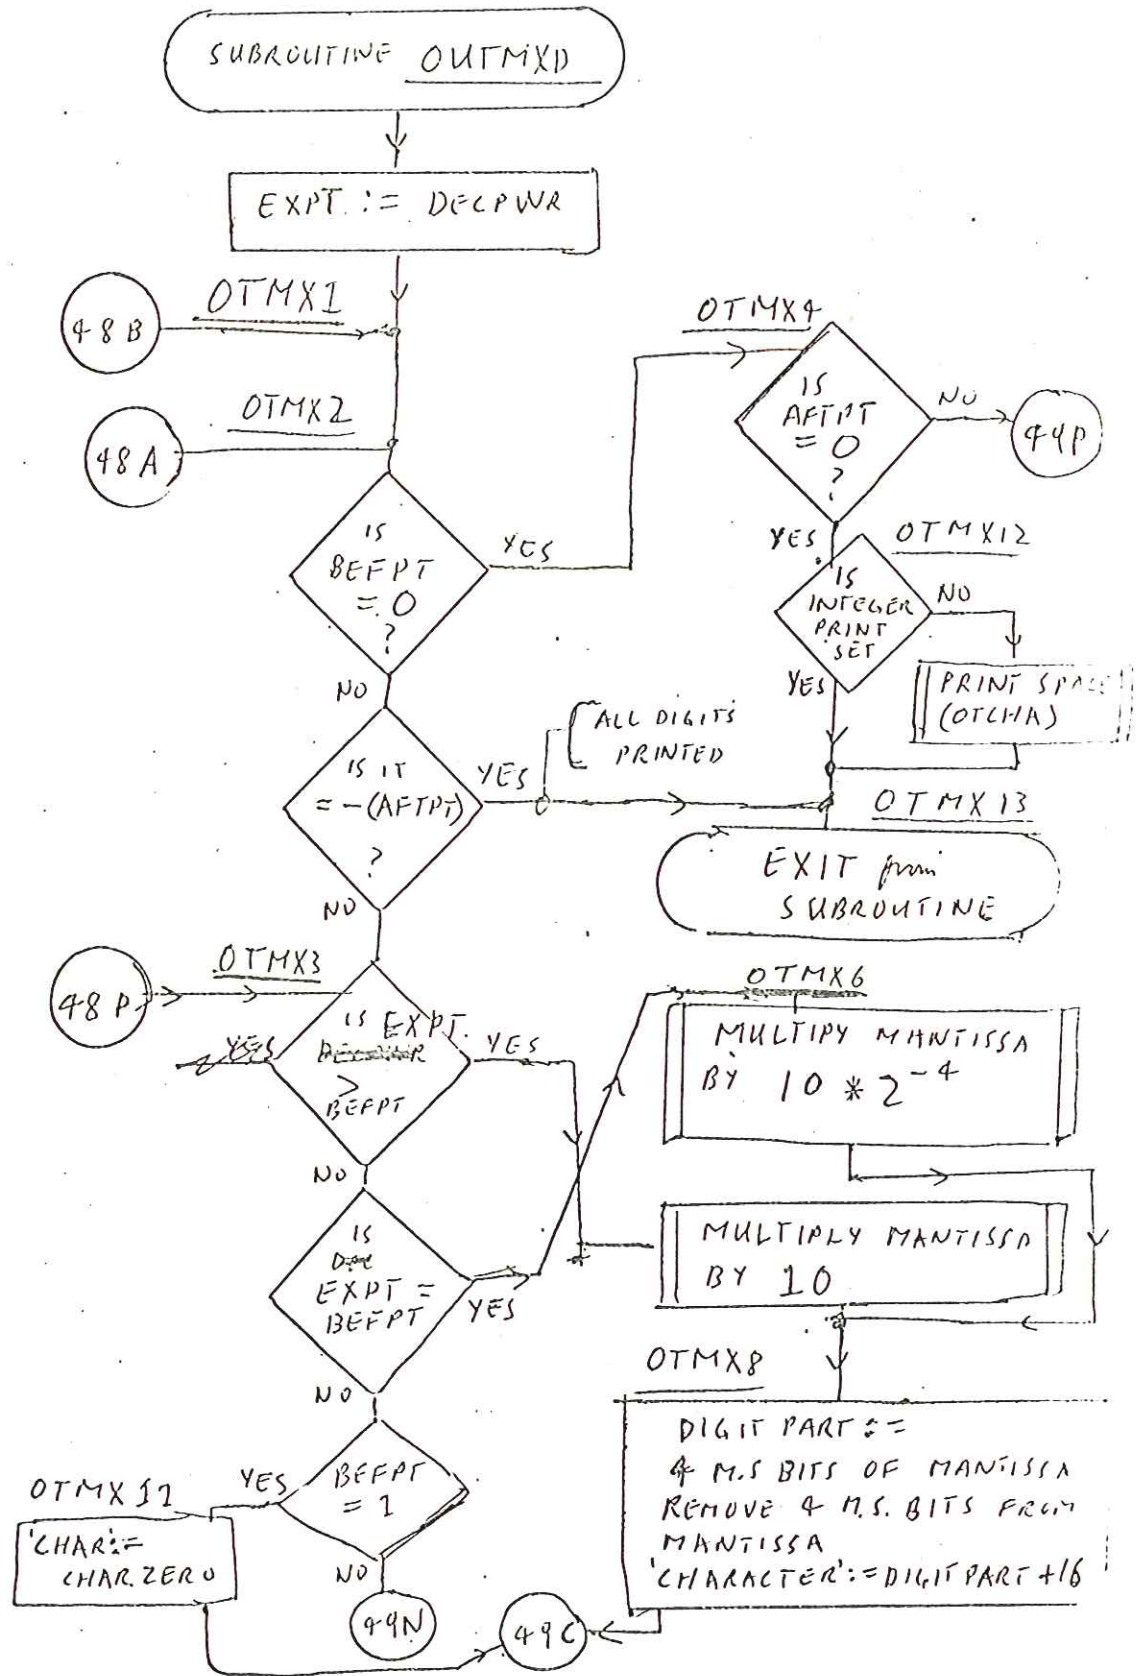 SUBROUTINE OUTMXD
EXPT. := DECPWR
OTMX1
48B
OTMX2
48A
IS
BEFPT
= 0
?
YES
NO
OTMX4
IS
AFTPT
= 0
?
NO
49P
YES
OTMX12
IS
INTEGER
PRINT
SET
NO
YES
PRINT SPACE
(OTCHA)
IS IT
= -(AFTPT)
?
YES
NO
ALL DIGITS
PRINTED
OTMX13
EXIT from
SUBROUTINE
OTMX3
48P
YES
IS EXPT.
>
BEFPT
YES
NO
OTMX6
MULTIPY MANTISSA
BY 10 * 2-4
MULTIPLY MANTISSA
BY 10
IS
EXPT =
BEFPT
YES
NO
OTMX8
DIGIT PART :=
4 M.S BITS OF MANTISSA
REMOVE 4 M.S. BITS FROM
MANTISSA
'CHARACTER' := DIGIT PART +16
BEFPT
= 1
YES
NO
OTMX11
'CHAR' :=
CHAR. ZERO
49N
49C